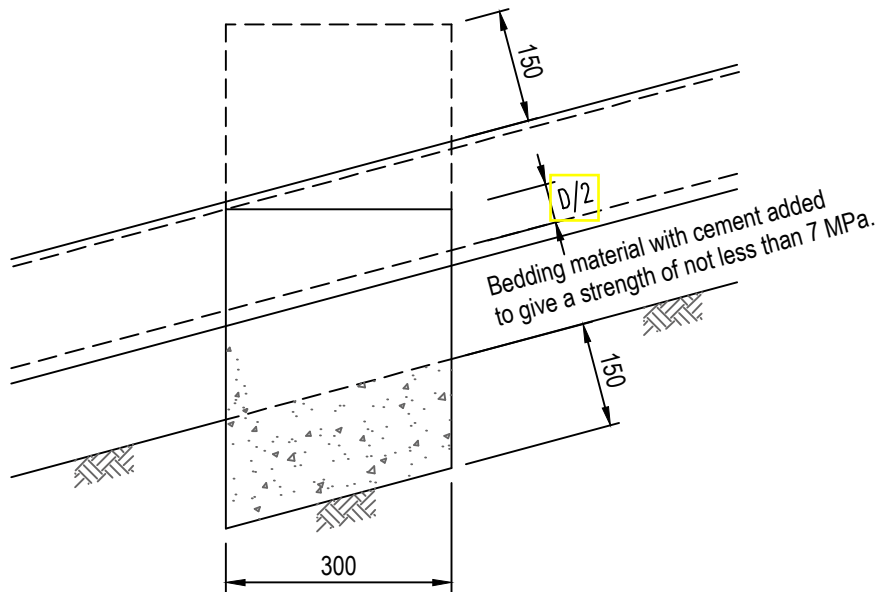 150
D/2
Bedding material with cement added
to give a strength of not less than 7 MPa.
150
300